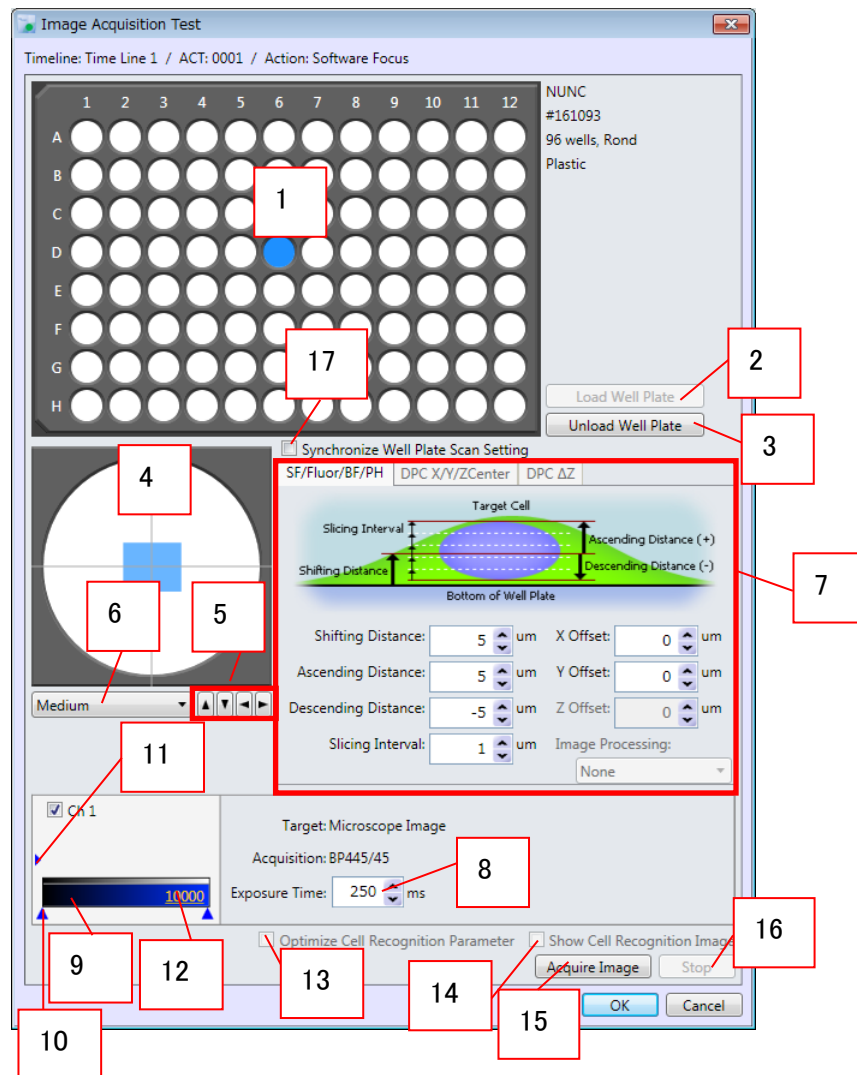 Image Acquisition Test
Timeline: Time Line 1 / ACT: 0001 / Action: Software Focus
1 2 3 4 5 6 7 8 9 10 11 12
A
B
C
D
E
F
G
H
1
NUNC
#161093
96 wells, Rond
Plastic
17
2
Load Well Plate
Unload Well Plate
3
Synchronize Well Plate Scan Setting
4
SF/Fluor/BF/PH DPC X/Y/ZCenter DPC ΔZ
Target Cell
Slicing Interval
Ascending Distance (+)
Shifting Distance
Descending Distance (-)
Bottom of Well Plate
7
6
5
Shifting Distance: 5 um X Offset: 0 um
Ascending Distance: 5 um Y Offset: 0 um
Descending Distance: -5 um Z Offset: 0 um
Slicing Interval: 1 um Image Processing:
None
Medium
11
Ch 1
Target: Microscope Image
Acquisition: BP445/45
Exposure Time: 250 ms
8
10000
9
12
10
Optimize Cell Recognition Parameter Show Cell Recognition Image
13
14
15
16
Acquire Image Stop
OK Cancel